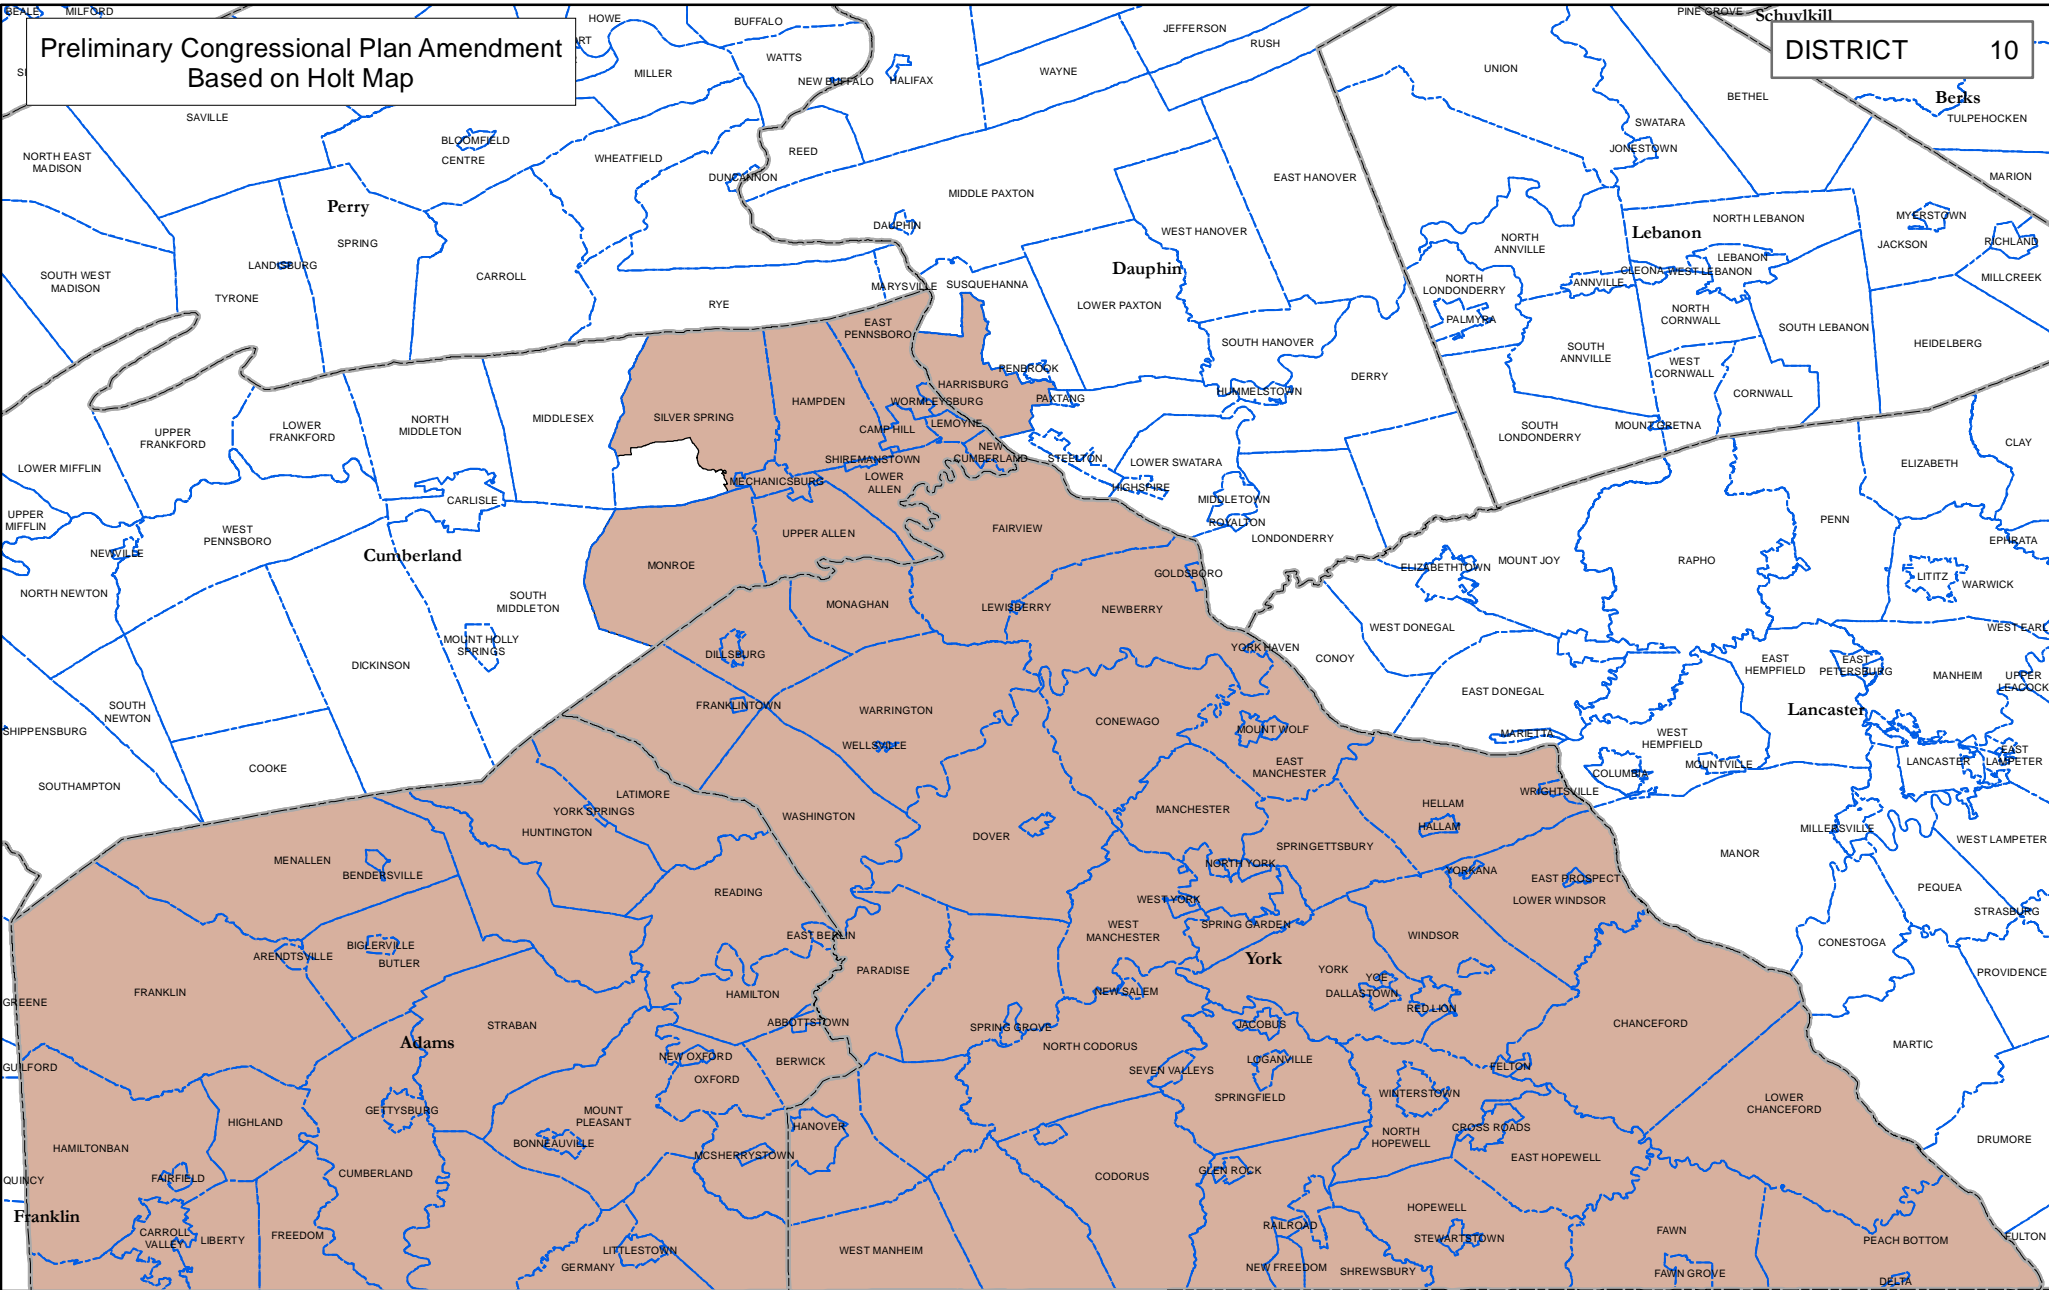 BEALE
MILFORD
HOWE
BUFFALO
PINE GROVE
Schuylkill
Preliminary Congressional Plan Amendment
Based on Holt Map
DISTRICT 10
JEFFERSON
RUSH
WATTS
MILLER
NEW BUFFALO
HALIFAX
WAYNE
UNION
BETHEL
Berks
TULPEHOCKEN
SAVILLE
BLOOMFIELD
CENTRE
WHEATFIELD
REED
SWATARA
JONESTOWN
NORTH EAST
MADISON
DUNCANNON
MIDDLE PAXTON
EAST HANOVER
MARION
Perry
DAUPHIN
WEST HANOVER
NORTH LEBANON
MYERSTOWN
Lebanon
JACKSON
RICHLAND
SPRING
NORTH
ANNVILLE
LANDISBURG
CARROLL
Dauphin
LEBANON
CLEONA
WEST LEBANON
MILLCREEK
SOUTH WEST
MADISON
TYRONE
RYE
MARYSVILLE
SUSQUEHANNA
LOWER PAXTON
NORTH
LONDONDERRY
ANNVILLE
PALMYRA
NORTH
CORNWALL
SOUTH LEBANON
EAST
PENNSBORO
SOUTH HANOVER
SOUTH
ANNVILLE
HEIDELBERG
PENBROOK
DERRY
WEST
CORNWALL
HARRISBURG
HUMMELSTOWN
CORNWALL
HAMPDEN
WORMLEYSBURG
PAXTANG
SILVER SPRING
CAMP HILL
LEMOYNE
MIDDLESEX
NORTH
MIDDLETON
LOWER
FRANKFORD
UPPER
FRANKFORD
SOUTH
LONDONDERRY
MOUNT GRETNA
CLAY
NEW
CUMBERLAND
SHIREMANSTOWN
STEELTON
LOWER SWATARA
ELIZABETH
LOWER MIFFLIN
MECHANICSBURG
LOWER
ALLEN
HIGHSPIRE
MIDDLETOWN
CARLISLE
ROYALTON
UPPER
MIFFLIN
WEST
PENNSBORO
UPPER ALLEN
FAIRVIEW
LONDONDERRY
PENN
EPHRATA
NEWVILLE
Cumberland
MONROE
GOLDSBORO
ELIZABETHTOWN
MOUNT JOY
RAPHO
LITITZ
WARWICK
NORTH NEWTON
SOUTH
MIDDLETON
MONAGHAN
LEWISBERRY
NEWBERRY
WEST DONEGAL
WEST EARL
MOUNT HOLLY
SPRINGS
DILLSBURG
YORK HAVEN
CONOY
DICKINSON
EAST
HEMPFIELD
EAST
PETERSBURG
MANHEIM
UPPER
LEACOCK
EAST DONEGAL
SOUTH
NEWTON
FRANKLINTOWN
WARRINGTON
CONEWAGO
Lancaster
SHIPPENSBURG
MOUNT WOLF
MARIETTA
WEST
HEMPFIELD
WELLSVILLE
EAST
MANCHESTER
COLUMBIA
MOUNTVILLE
LANCASTER
EAST
LAMPETER
COOKE
SOUTHAMPTON
LATIMORE
WRIGHTSVILLE
YORK SPRINGS
WASHINGTON
MANCHESTER
HELLAM
HALLAM
HUNTINGTON
DOVER
MILLERSVILLE
WEST LAMPETER
SPRINGETTSBURY
MANOR
MENALLEN
BENDERSVILLE
NORTH YORK
YORKANA
EAST PROSPECT
READING
LOWER WINDSOR
PEQUEA
WEST YORK
STRASBURG
WEST
MANCHESTER
SPRING GARDEN
WINDSOR
EAST BERLIN
BIGLERVILLE
ARENDTSVILLE
BUTLER
CONESTOGA
York
PARADISE
YORK
YOE
DALLASTOWN
PROVIDENCE
FRANKLIN
HAMILTON
NEW SALEM
RED LION
GREENE
STRABAN
ABBOTTSTOWN
SPRING GROVE
JACOBUS
CHANCEFORD
Adams
NORTH CODORUS
MARTIC
NEW OXFORD
BERWICK
LOGANVILLE
GUILFORD
OXFORD
SEVEN VALLEYS
FELTON
SPRINGFIELD
WINTERSTOWN
LOWER
CHANCEFORD
GETTYSBURG
MOUNT
PLEASANT
HIGHLAND
HANOVER
CROSS ROADS
NORTH
HOPEWELL
DRUMORE
BONNEAUVILLE
HAMILTONBAN
MCSHERRYSTOWN
EAST HOPEWELL
CUMBERLAND
CODORUS
GLEN ROCK
FAIRFIELD
QUINCY
HOPEWELL
Franklin
RAILROAD
FAWN
CARROLL
VALLEY
LIBERTY
FREEDOM
STEWARTSTOWN
PEACH BOTTOM
FULTON
LITTLESTOWN
WEST MANHEIM
GERMANY
NEW FREEDOM
SHREWSBURY
FAWN GROVE
DELTA